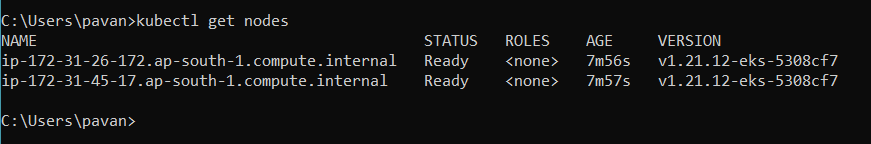 C:\Users\pavan>kubectl get nodes
NAME STATUS ROLES AGE VERSION
ip-172-31-26-172.ap-south-1.compute.internal Ready <none> 7m56s v1.21.12-eks-5308cf7
ip-172-31-45-17.ap-south-1.compute.internal Ready <none> 7m57s v1.21.12-eks-5308cf7
C:\Users\pavan>